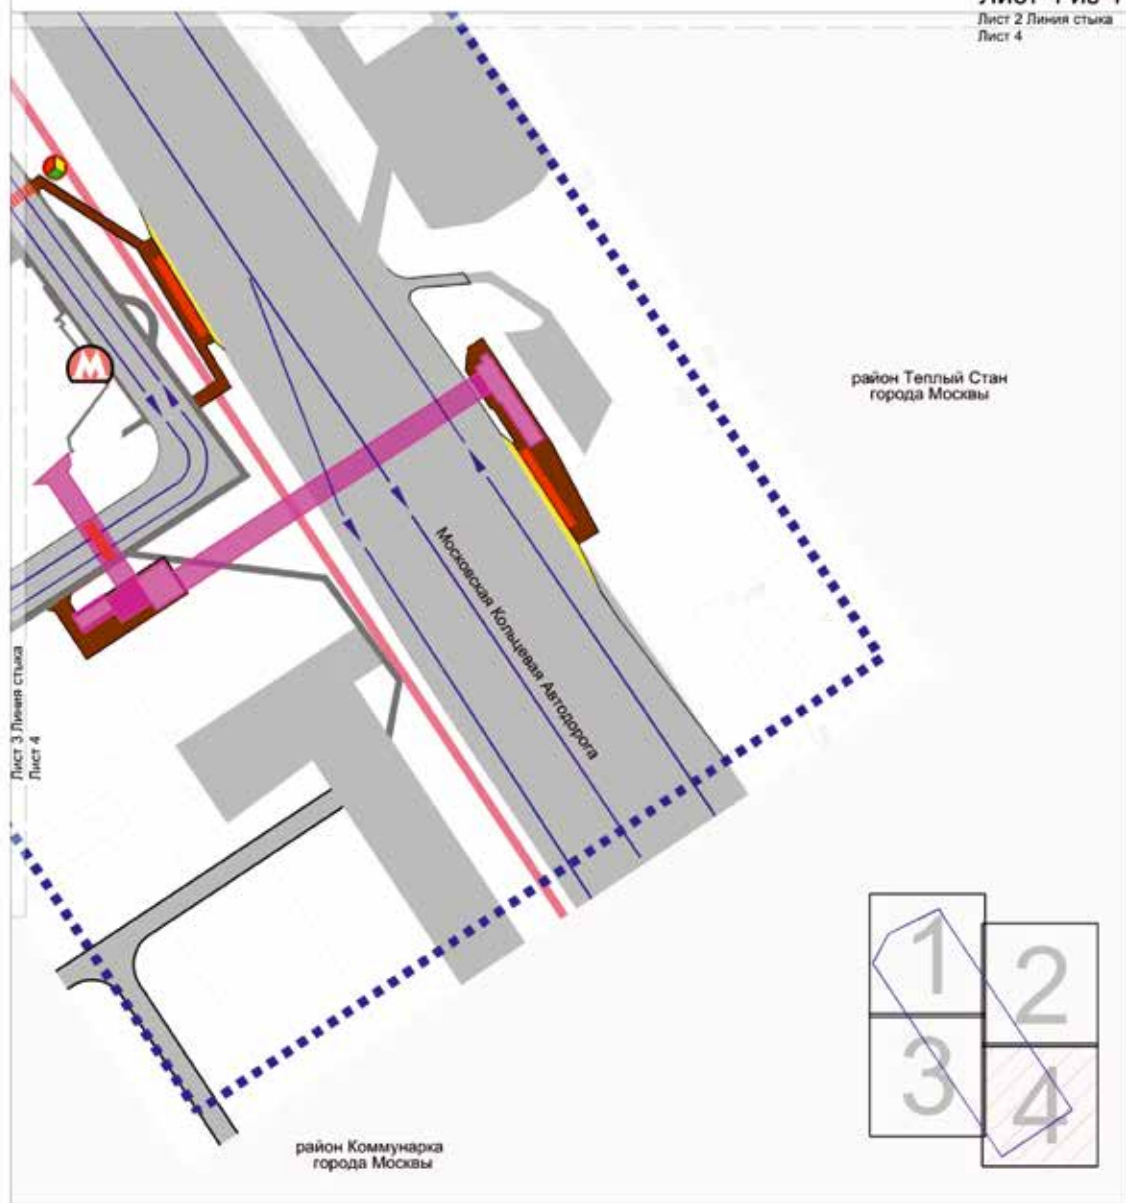 Лист 2 Линия стыка
Лист 4
М
район Теплый Стан
города Москвы
Московская Кольцевая Автодорога
Лист 3 Линия стыка
Лист 4
1
2
3
4
район Коммунарка
города Москвы